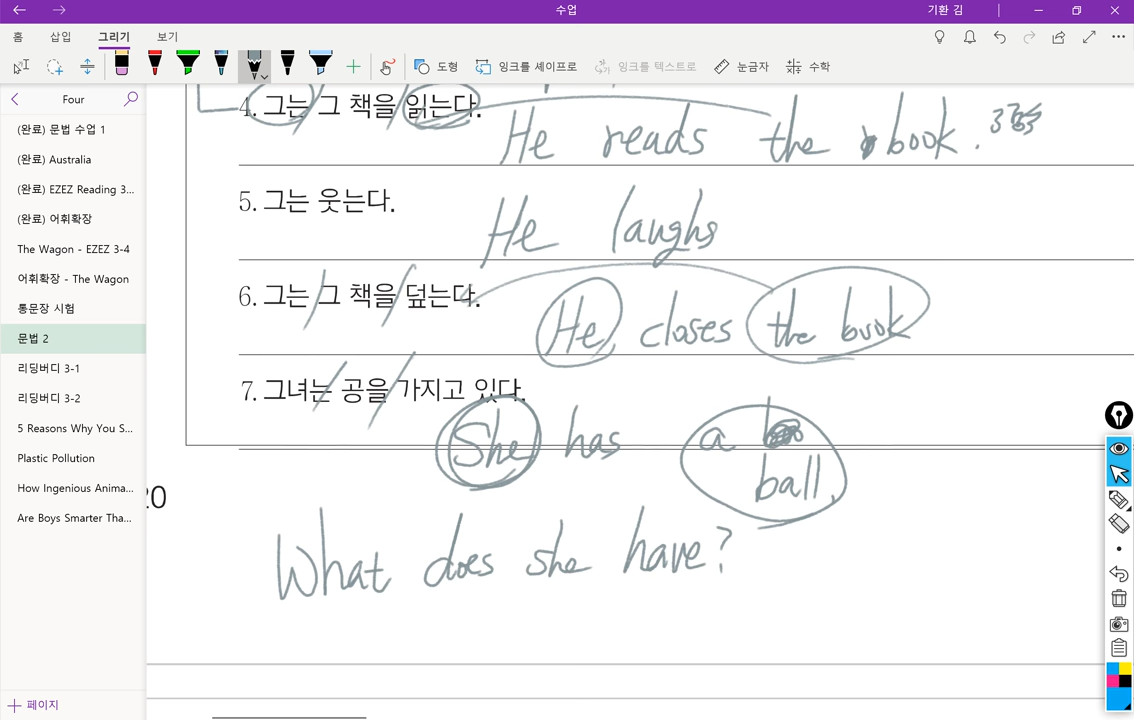 수업
기환 김
홈 삽입 그리기 보기
도형 잉크를 셰이프로 잉크를 텍스트로 눈금자 수학
Four
(완료) 문법 수업 1
(완료) Australia
(완료) EZEZ Reading 3...
(완료) 어휘확장
The Wagon - EZEZ 3-4
어휘확장 - The Wagon
통문장 시험
문법 2
리딩버디 3-1
리딩버디 3-2
5 Reasons Why You S...
Plastic Pollution
How Ingenious Anima...
Are Boys Smarter Tha...
페이지
4. 그는 그 책을 읽는다.
He reads the book.
5. 그는 웃는다.
He laughs
6. 그는 그 책을 덮는다.
He closes the book
7. 그녀는 공을 가지고 있다.
She has a
ball.
20
What does she have?